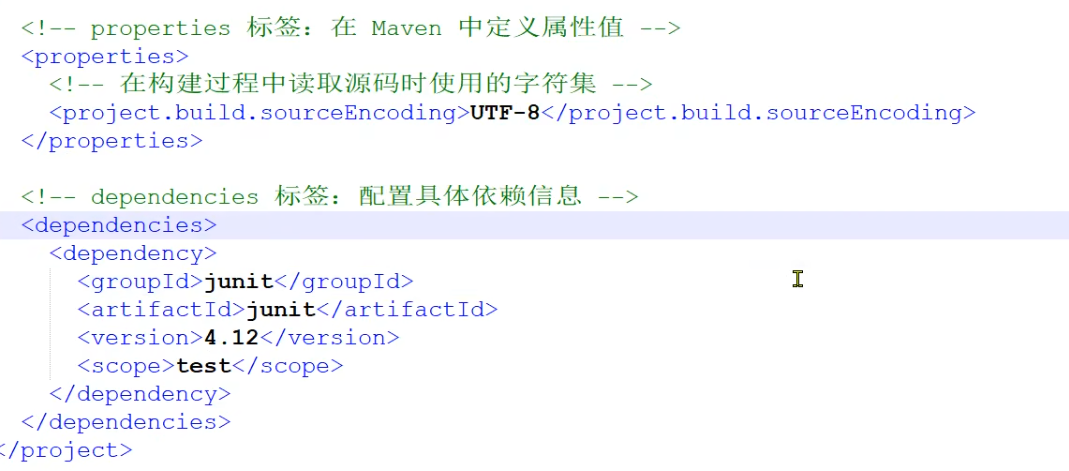 <!-- properties 标签：在 Maven 中定义属性值 -->
<properties>
<!-- 在构建过程中读取源码时使用的字符集 -->
<project.build.sourceEncoding>UTF-8</project.build.sourceEncoding>
</properties>
<!-- dependencies 标签：配置具体依赖信息 -->
<dependencies>
<dependency>
<groupId>junit</groupId>
<artifactId>junit</artifactId>
<version>4.12</version>
<scope>test</scope>
</dependency>
</dependencies>
</project>